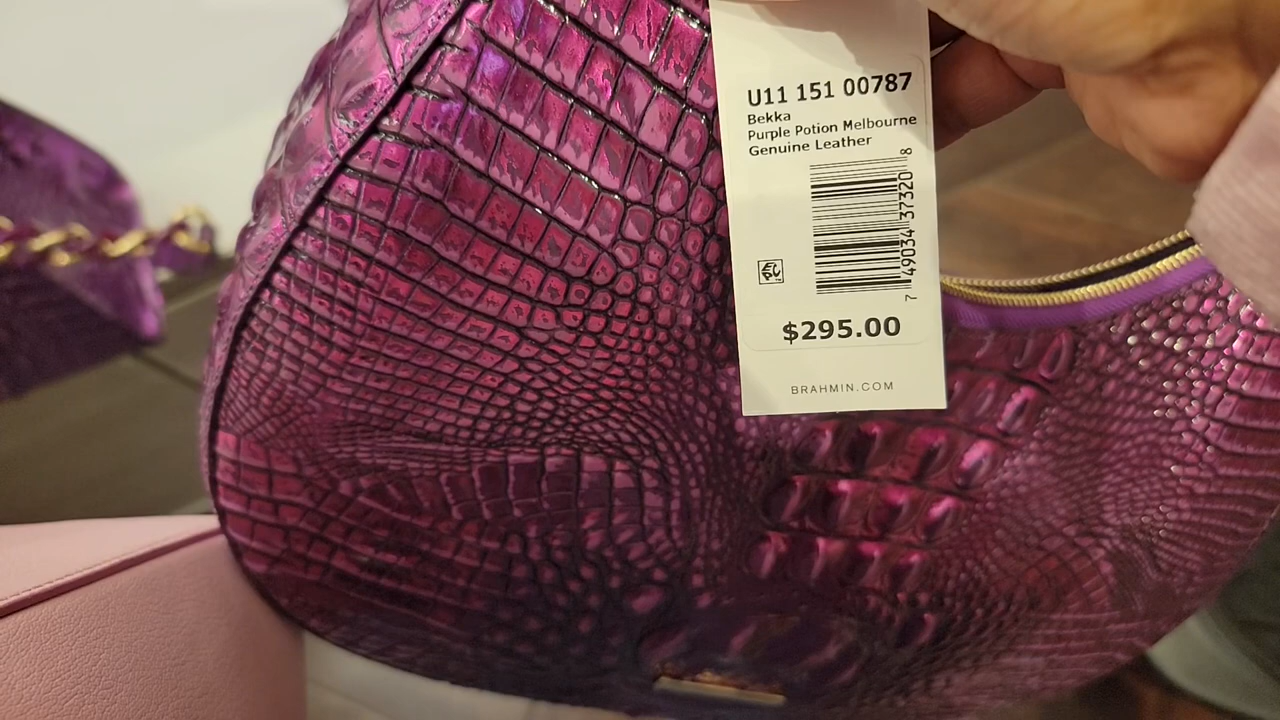 U11 151 00787
Bekka
Purple Potion Melbourne
Genuine Leather
7 49034 37320 8
$295.00
BRAHMIN.COM